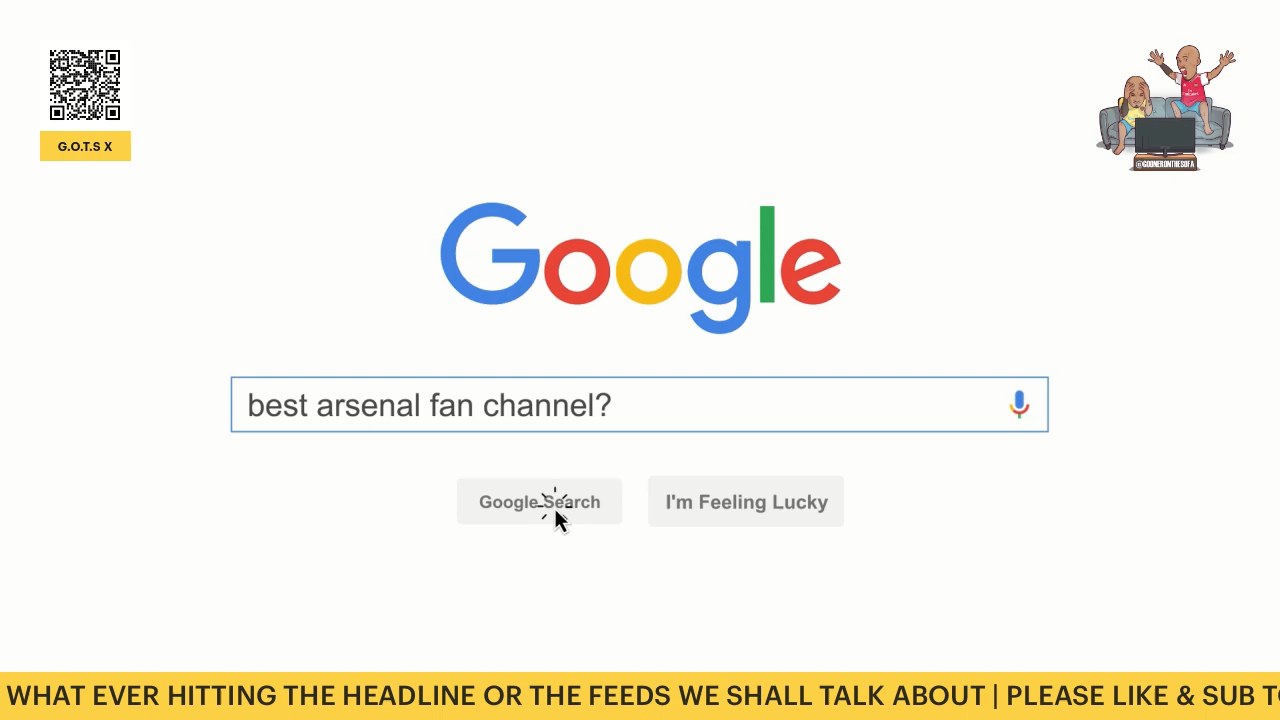 G.O.T.S X
@GOONERONTHESOFA
Google
best arsenal fan channel?
Google Search
I'm Feeling Lucky
WHAT EVER HITTING THE HEADLINE OR THE FEEDS WE SHALL TALK ABOUT | PLEASE LIKE & SUB